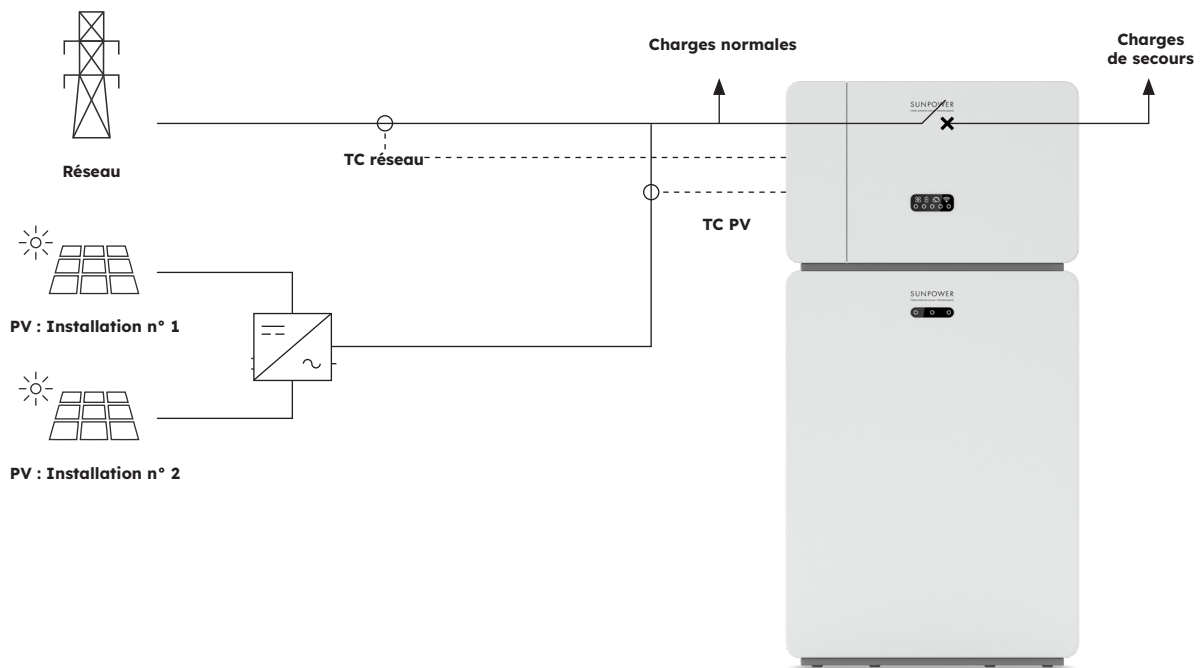 Charges normales
Charges
de secours
SUNPOWER
TC réseau
Réseau
TC PV
SUNPOWER
PV : Installation n° 1
PV : Installation n° 2